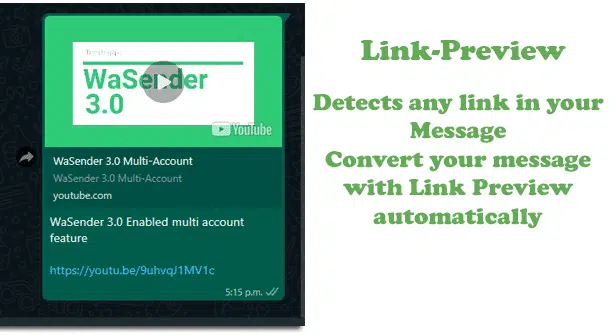 WaSender
3.0
YouTube
WaSender 3.0 Multi-Account
WaSender 3.0 Multi-Account
youtube.com
WaSender 3.0 Enabled multi account
feature
https://youtu.be/9uhvqJ1MV1c
5:15 p.m.
Link-Preview
Detects any link in your
Message
Convert your message
with Link Preview
automatically